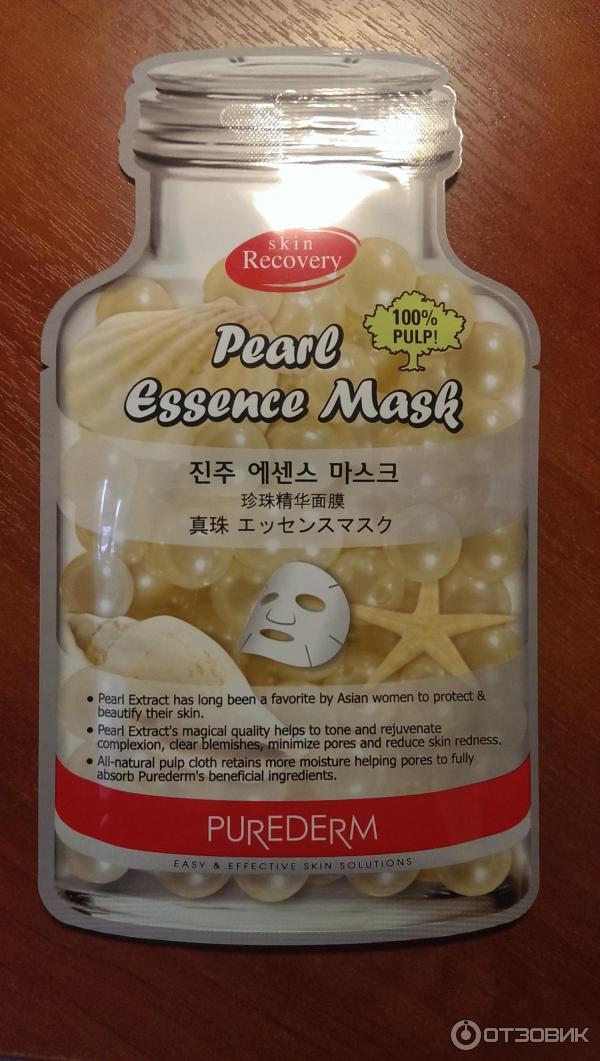 skin
Recovery
100%
PULP!
Pearl
Essence Mask
진주 에센스 마스크
珍珠精华面膜
真珠 エッセンスマスク
• Pearl Extract has long been a favorite by Asian women to protect &
beautify their skin.
• Pearl Extract's magical quality helps to tone and rejuvenate
complexion, clear blemishes, minimize pores and reduce skin redness.
• All-natural pulp cloth retains more moisture helping pores to fully
absorb Purederm's beneficial ingredients.
PUREDERM
EASY & EFFECTIVE SKIN SOLUTIONS
ОТЗОВИК